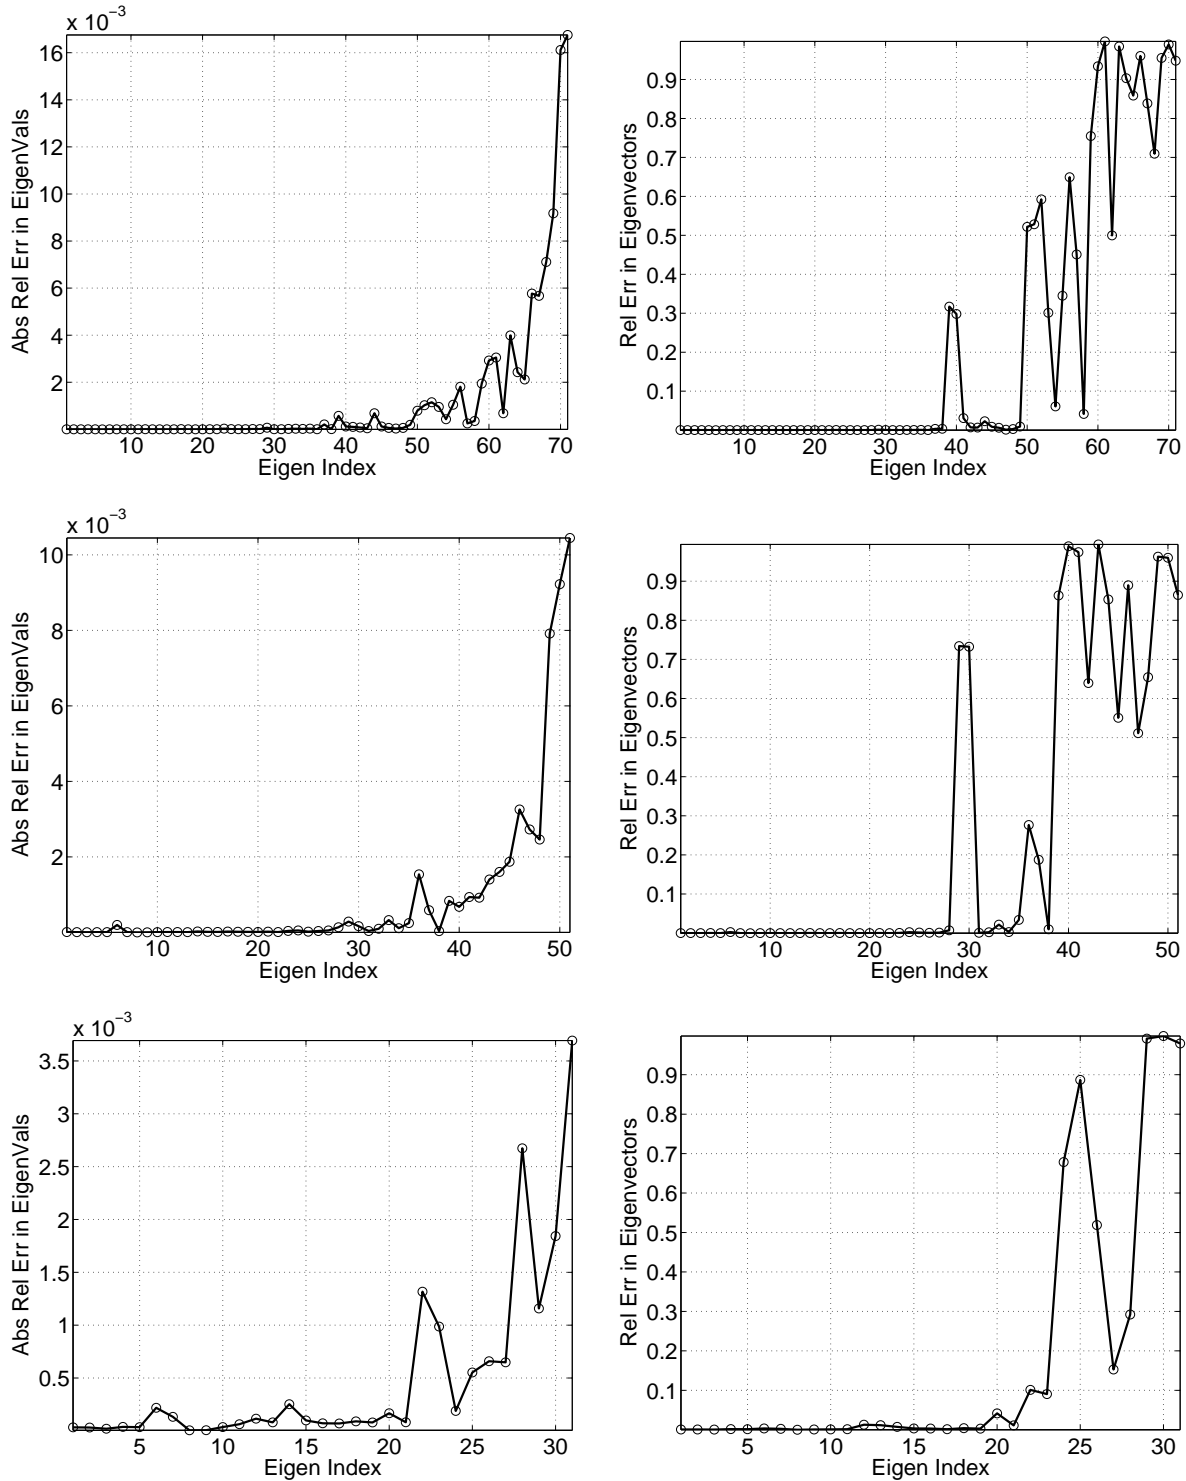 x 10−3
16
14
12
10
8
6
4
2
10 20 30 40 50 60 70
Eigen Index
Abs Rel Err in EigenVals
0.9
0.8
0.7
0.6
0.5
0.4
0.3
0.2
0.1
10 20 30 40 50 60 70
Eigen Index
Rel Err in Eigenvectors
x 10−3
10
8
6
4
2
10 20 30 40 50
Eigen Index
Abs Rel Err in EigenVals
0.9
0.8
0.7
0.6
0.5
0.4
0.3
0.2
0.1
10 20 30 40 50
Eigen Index
Rel Err in Eigenvectors
x 10−3
3.5
3
2.5
2
1.5
1
0.5
5 10 15 20 25 30
Eigen Index
Abs Rel Err in EigenVals
0.9
0.8
0.7
0.6
0.5
0.4
0.3
0.2
0.1
5 10 15 20 25 30
Eigen Index
Rel Err in Eigenvectors